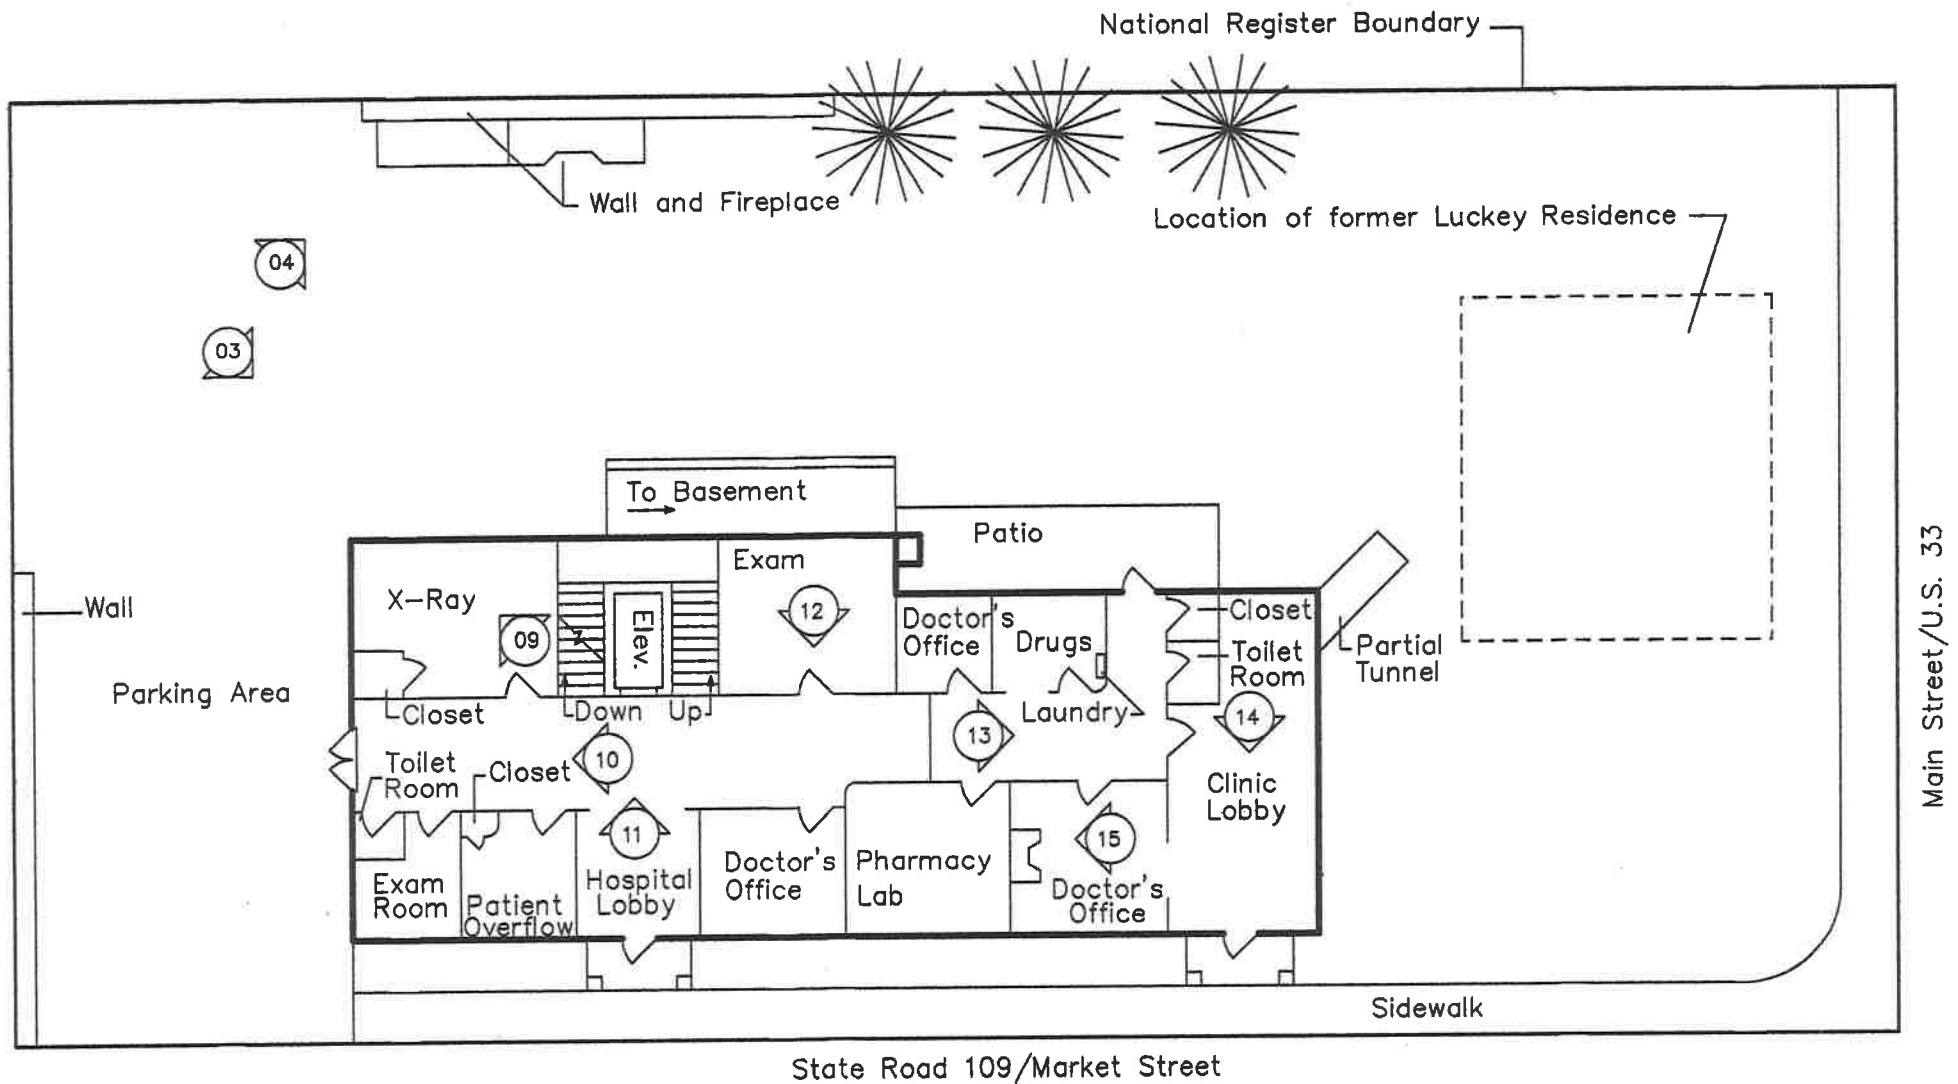 National Register Boundary
Wall and Fireplace
Location of former Luckey Residence
04
03
To Basement
Patio
Exam
X-Ray
Elev.
12
09
Doctor's
Office
Drugs
Closet
Toilet
Room
Partial
Tunnel
Wall
Parking Area
Closet
Down
Up
Laundry
13
14
10
Toilet
Room
Closet
11
15
Clinic
Lobby
Exam
Room
Patient
Overflow
Hospital
Lobby
Doctor's
Office
Pharmacy
Lab
Doctor's
Office
Main Street/U.S. 33
Sidewalk
State Road 109/Market Street